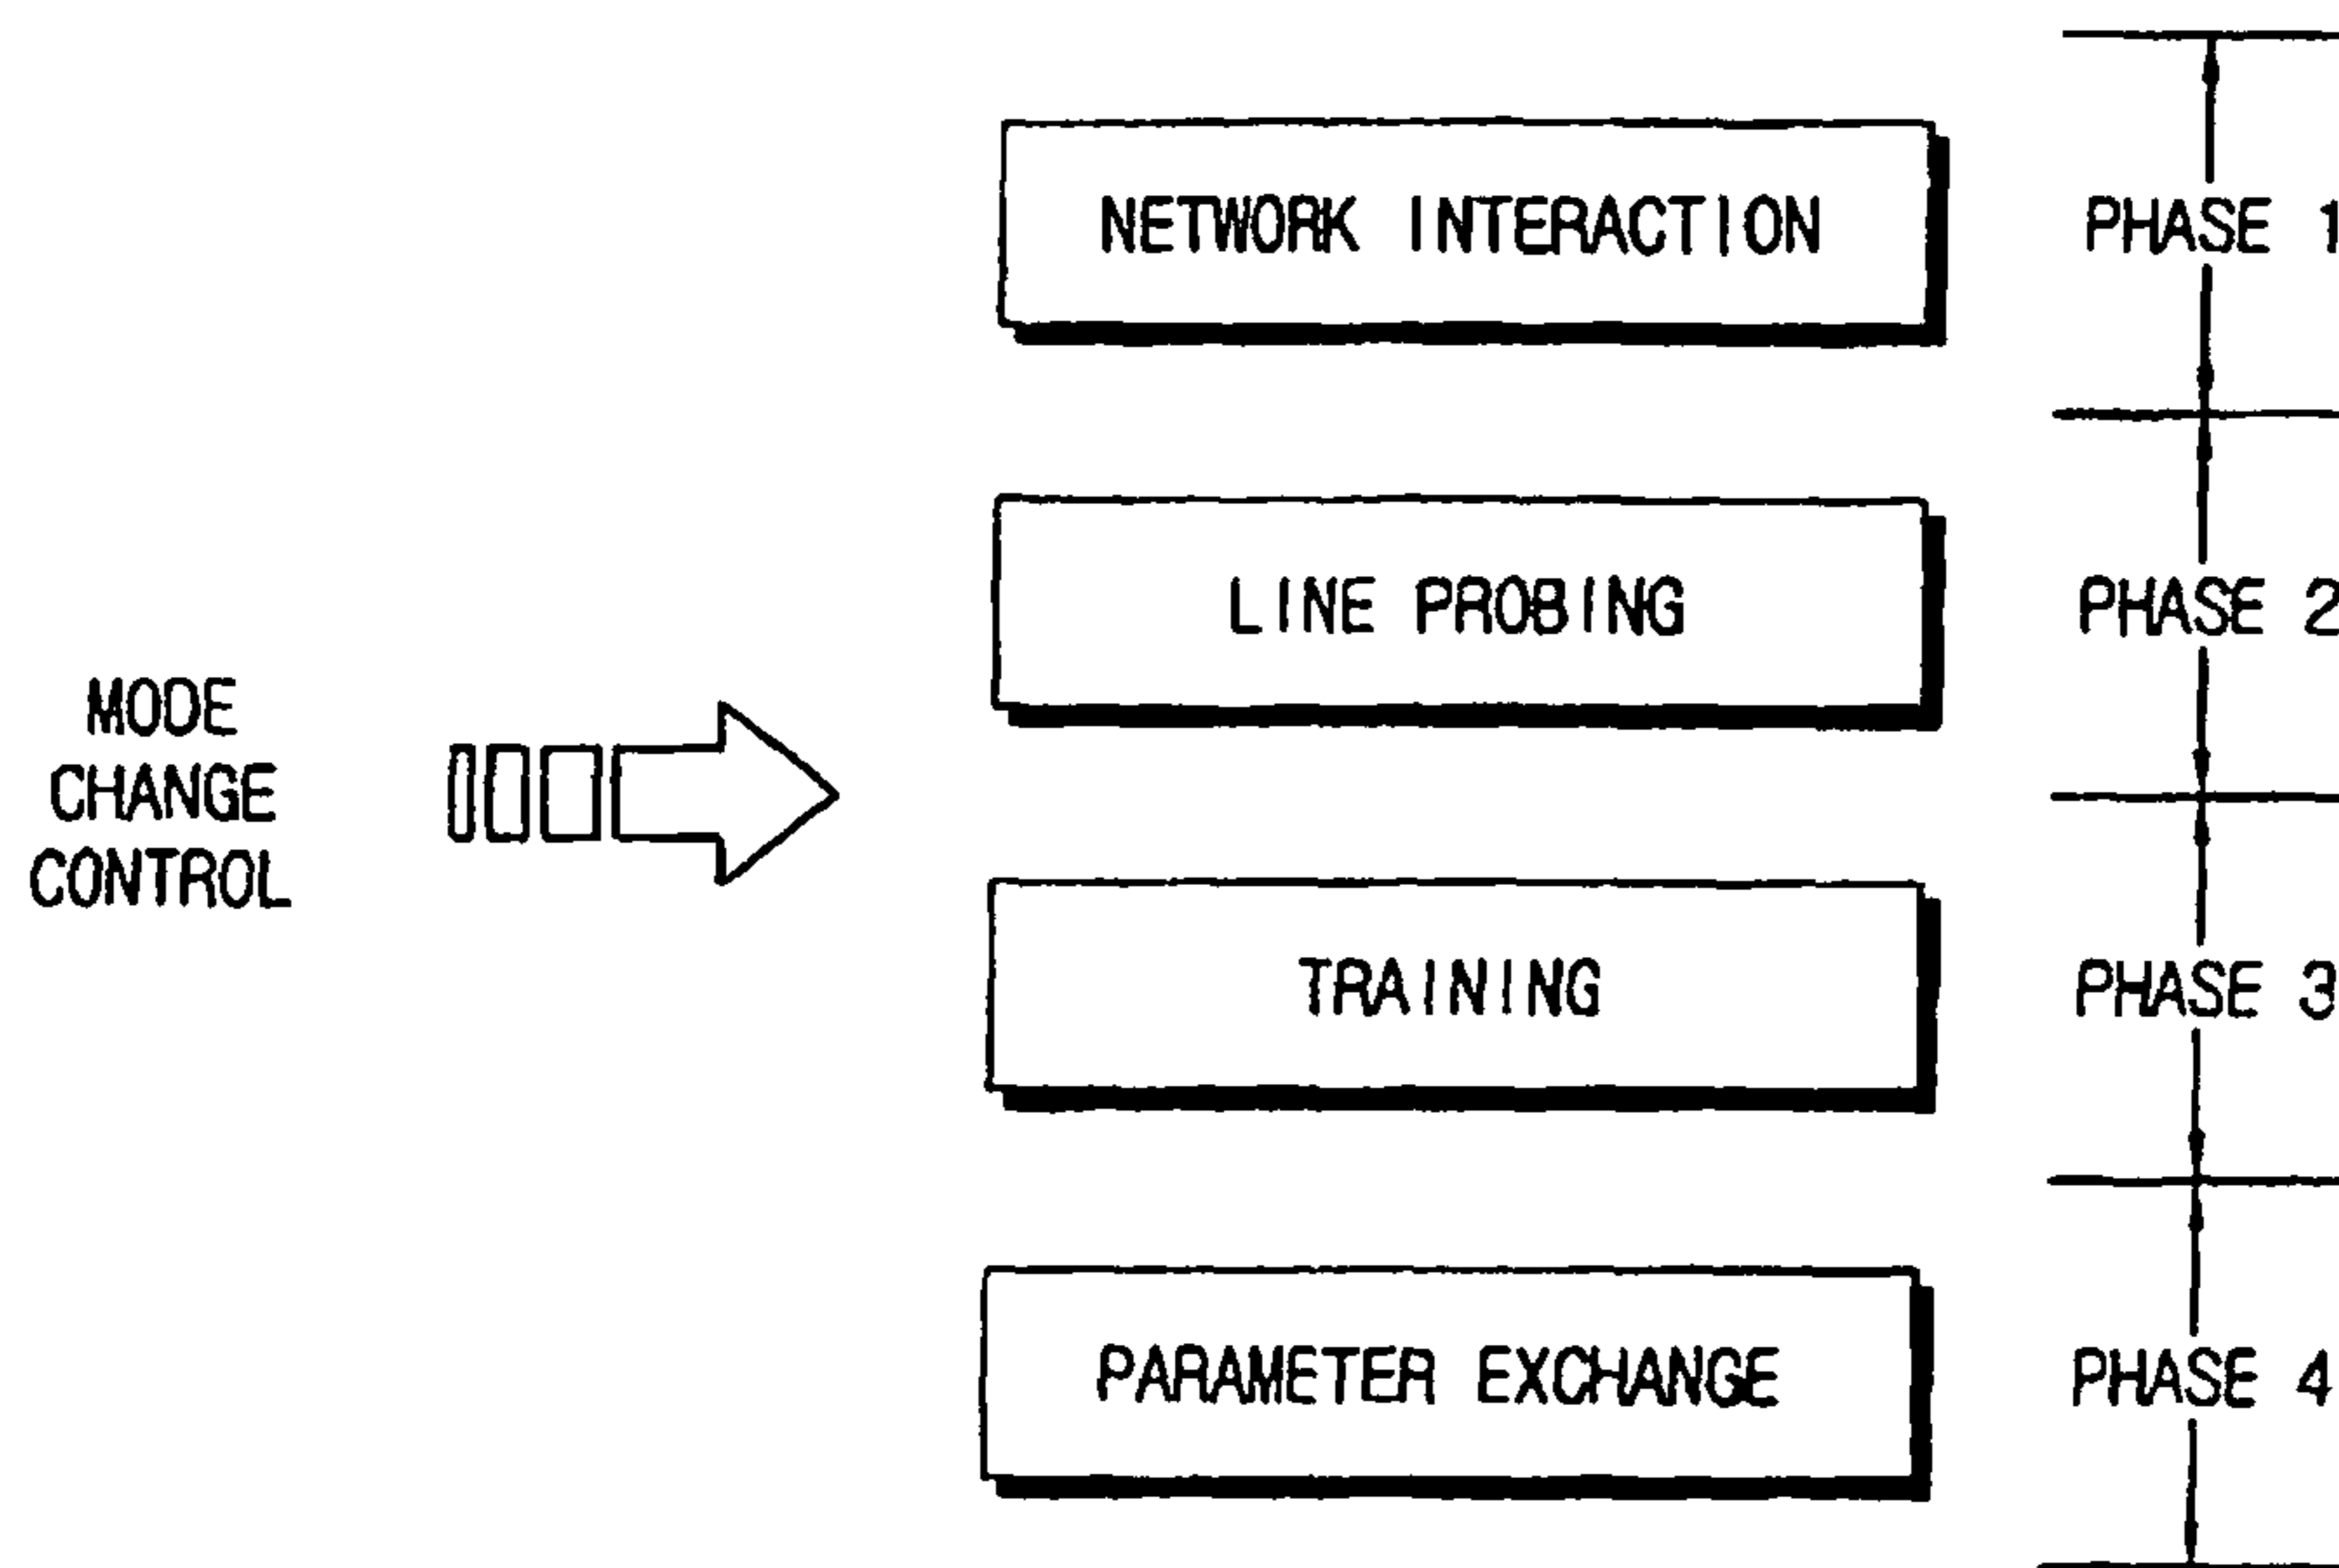 NETWORK INTERACTION
PHASE 1
LINE PROBING
PHASE 2
MODE
CHANGE
CONTROL
TRAINING
PHASE 3
PARAMETER EXCHANGE
PHASE 4